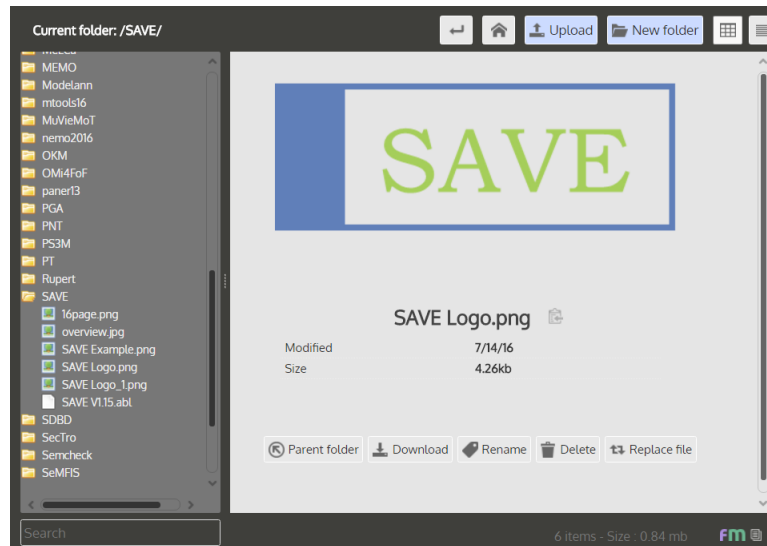 Current folder: /SAVE/
Upload
New folder
MEMO
Modelann
mtools16
MuVieMoT
nemo2016
OKM
OMi4FoF
paner13
PGA
PNT
PS3M
PT
Rupert
SAVE
16page.png
overview.jpg
SAVE Example.png
SAVE Logo.png
SAVE Logo_1.png
SAVE V1.15.abl
SDBD
SecTro
Semcheck
SeMFIS
Search
SAVE
SAVE Logo.png
Modified 7/14/16
Size 4.26kb
Parent folder Download Rename Delete Replace file
6 items - Size : 0.84 mb
fm